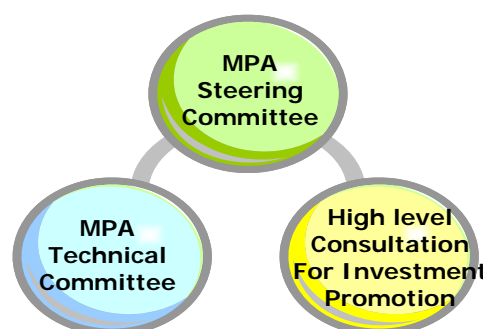 MPA
Steering
Committee
MPA
Technical
Committee
High level
Consultation
For Investment
Promotion